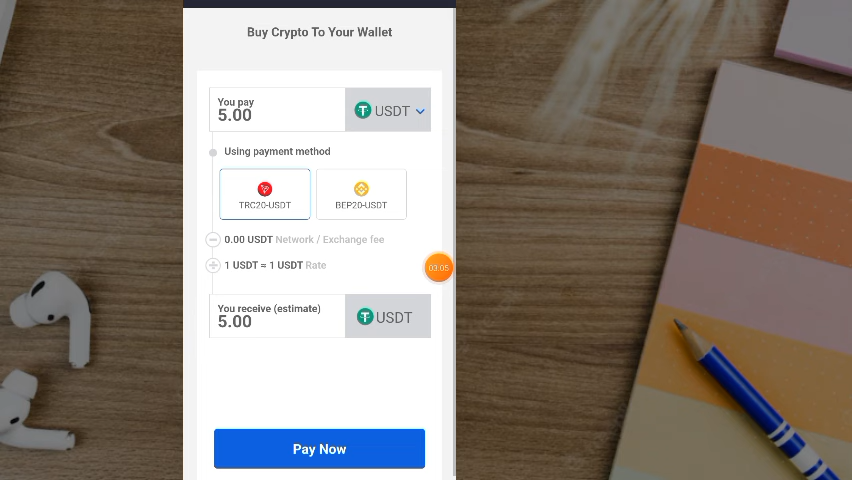 Buy Crypto To Your Wallet
You pay
5.00
USDT
Using payment method
TRC20-USDT
BEP20-USDT
0.00 USDT Network / Exchange fee
1 USDT = 1 USDT Rate
03:05
You receive (estimate)
5.00
USDT
Pay Now